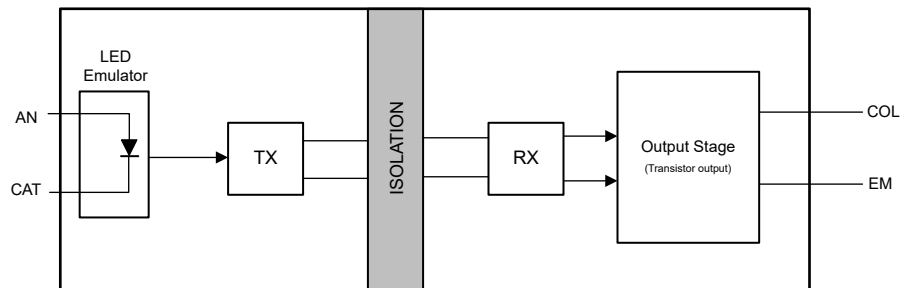 LED
Emulator
AN
CAT
TX
ISOLATION
RX
Output Stage
(Transistor output)
COL
EM